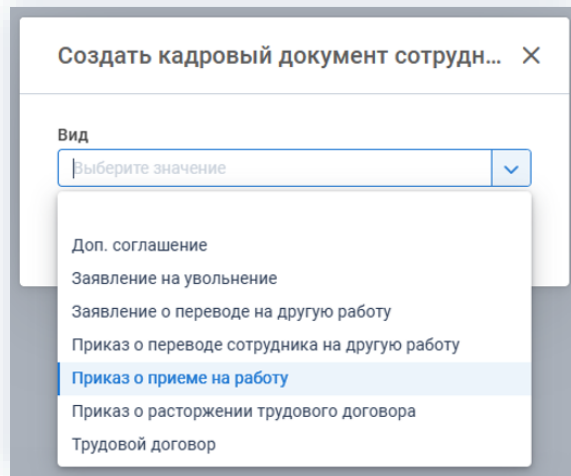 Создать кадровый документ сотрудн...
Вид
Выберите значение
Доп. соглашение
Заявление на увольнение
Заявление о переводе на другую работу
Приказ о переводе сотрудника на другую работу
Приказ о приеме на работу
Приказ о расторжении трудового договора
Трудовой договор